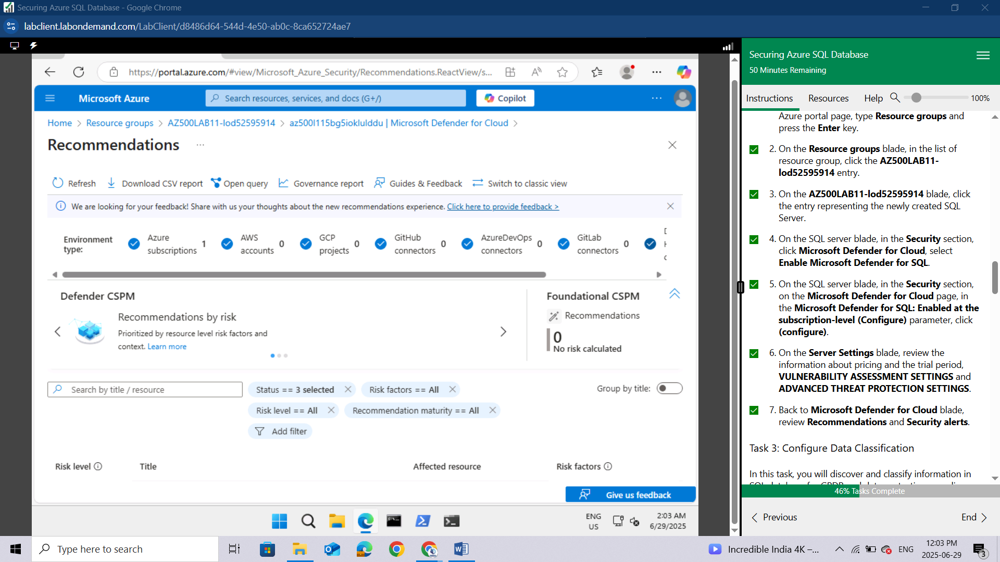 Securing Azure SQL Database - Google Chrome
labclient.labondemand.com/LabClient/d8486d64-544d-4e50-ab0c-8ca652724ae7
https://portal.azure.com/#view/Microsoft_Azure_Security/Recommendations.ReactView/s...
Microsoft Azure
Search resources, services, and docs (G+/)
Copilot
Home > Resource groups > AZ500LAB11-lod52595914 > az500l115bg5ioklulddu | Microsoft Defender for Cloud >
Recommendations ...
Refresh Download CSV report Open query Governance report Guides & Feedback Switch to classic view
We are looking for your feedback! Share with us your thoughts about the new recommendations experience. Click here to provide feedback >
Environment type:
Azure subscriptions 1
AWS accounts 0
GCP projects 0
GitHub connectors 0
AzureDevOps connectors 0
GitLab connectors 0
Defender CSPM
Recommendations by risk
Prioritized by resource level risk factors and
context. Learn more
Foundational CSPM
Recommendations
0
No risk calculated
Search by title / resource
Status == 3 selected
Risk factors == All
Group by title:
Risk level == All
Recommendation maturity == All
Add filter
Risk level Title Affected resource Risk factors
Give us feedback
ENG
US
2:03 AM
6/29/2025
Securing Azure SQL Database
50 Minutes Remaining
Instructions Resources Help 100%
Azure portal page, type Resource groups and
press the Enter key.
2. On the Resource groups blade, in the list of
resource group, click the AZ500LAB11-
lod52595914 entry.
3. On the AZ500LAB11-lod52595914 blade, click
the entry representing the newly created SQL
Server.
4. On the SQL server blade, in the Security section,
click Microsoft Defender for Cloud, select
Enable Microsoft Defender for SQL.
5. On the SQL server blade, in the Security section,
on the Microsoft Defender for Cloud page, in
the Microsoft Defender for SQL: Enabled at the
subscription-level (Configure) parameter, click
(configure).
6. On the Server Settings blade, review the
information about pricing and the trial period,
VULNERABILITY ASSESSMENT SETTINGS and
ADVANCED THREAT PROTECTION SETTINGS.
7. Back to Microsoft Defender for Cloud blade,
review Recommendations and Security alerts.
Task 3: Configure Data Classification
In this task, you will discover and classify information in
46% Tasks Complete
Previous
End
Type here to search
Incredible India 4K –...
ENG
12:03 PM
2025-06-29
3